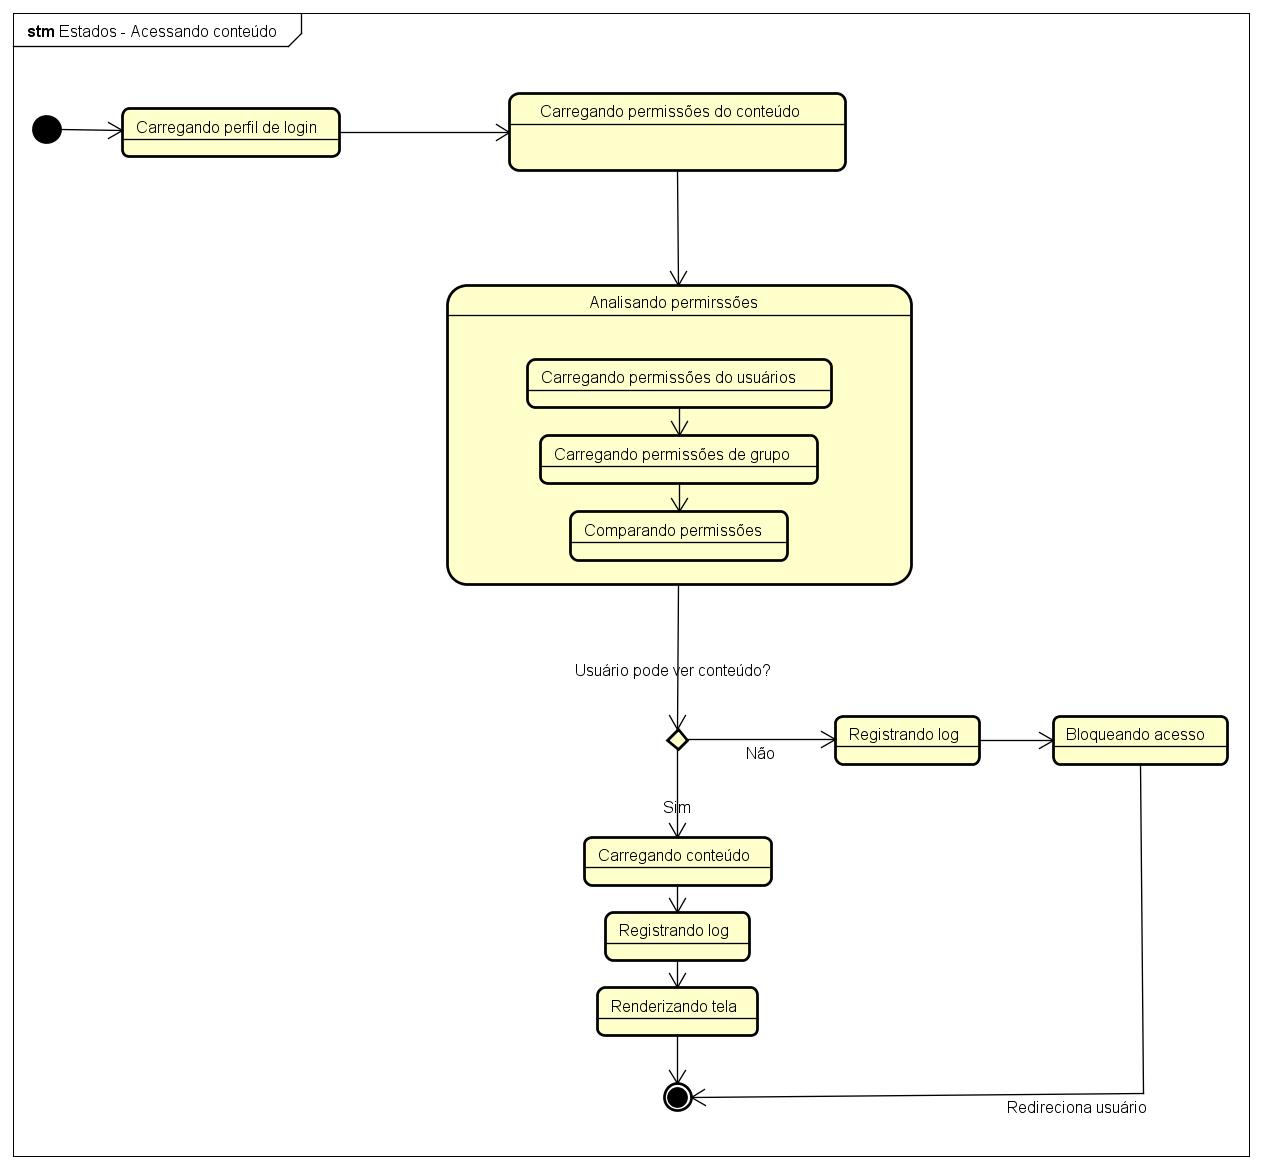 stm Estados - Acessando conteúdo
Carregando perfil de login
Carregando permissões do conteúdo
Analisando permirssões
Carregando permissões do usuários
Carregando permissões de grupo
Comparando permissões
Usuário pode ver conteúdo?
Não
Registrando log
Bloqueando acesso
Sim
Carregando conteúdo
Registrando log
Renderizando tela
Redireciona usuário